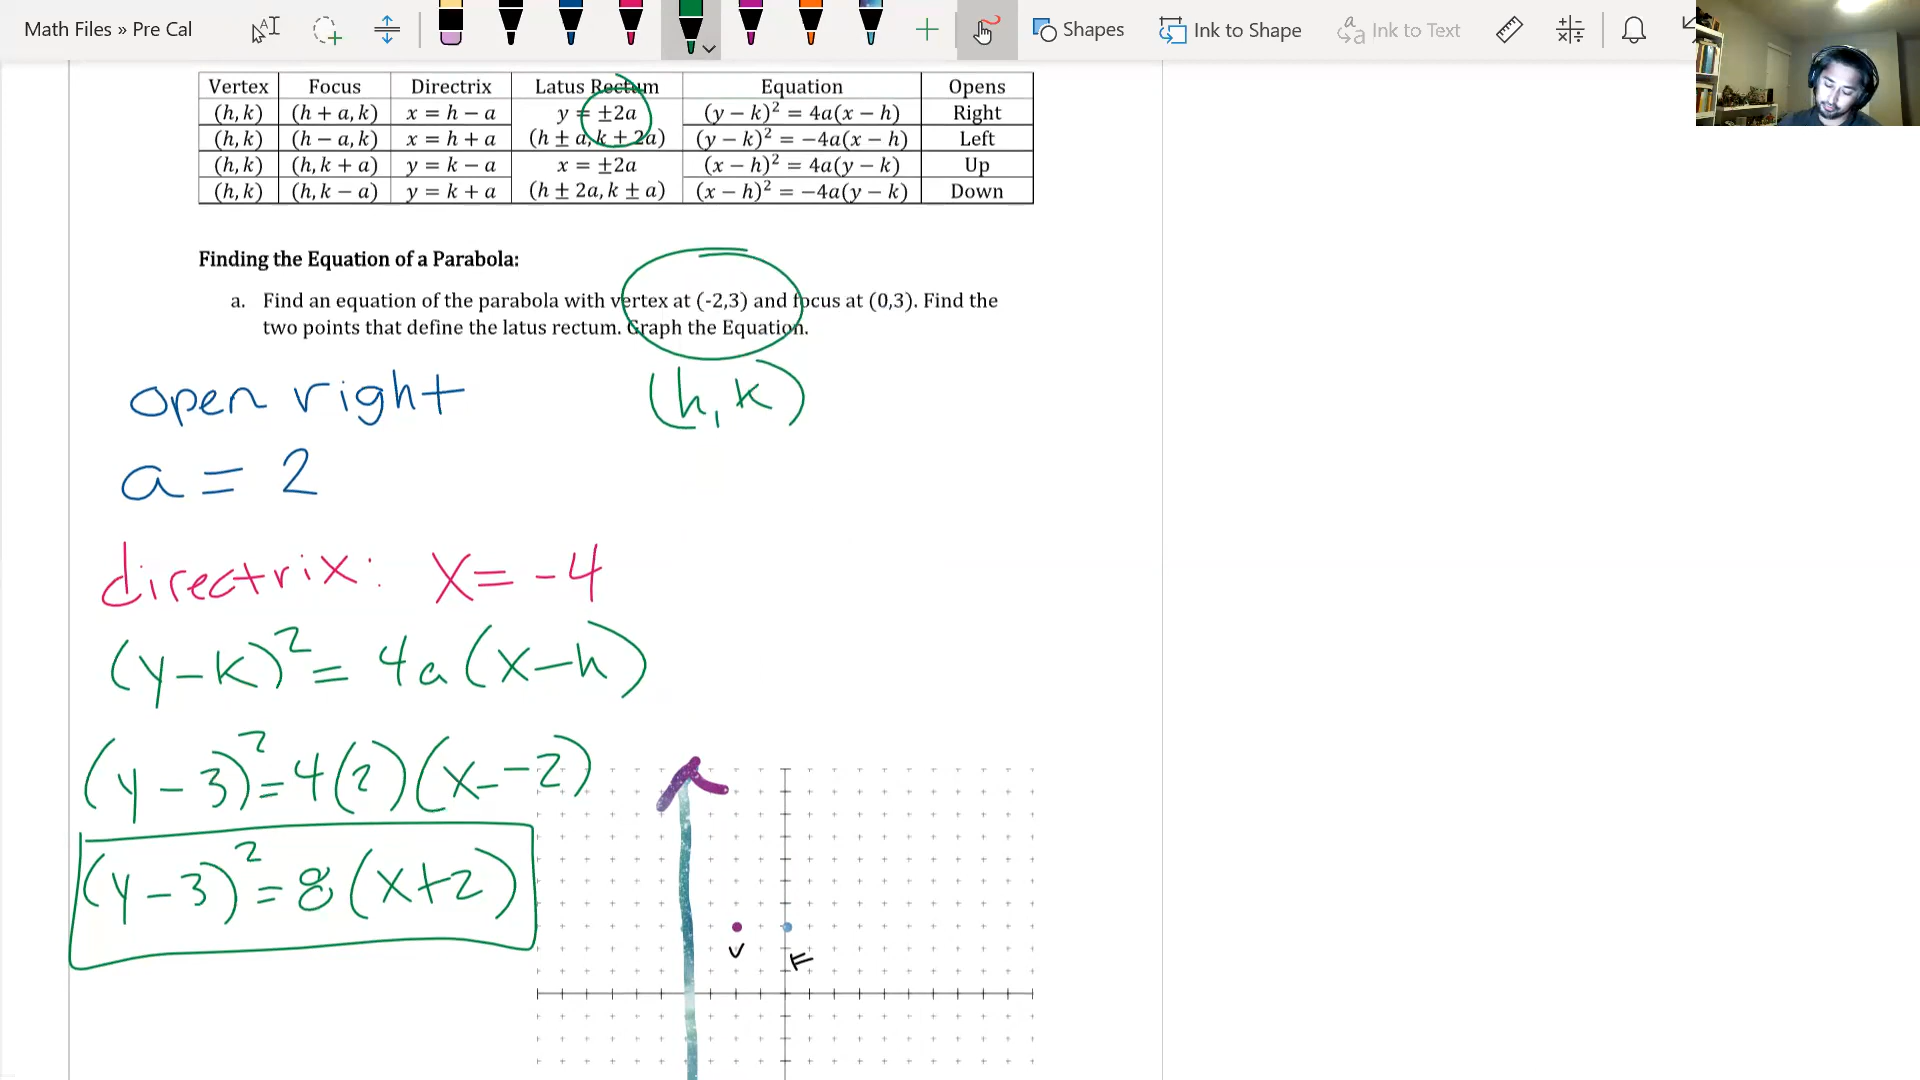 Math Files » Pre Cal Shapes Ink to Shape Ink to Text
Vertex Focus Directrix Latus Rectum Equation Opens
(h, k) (h + a, k) x = h − a y = ±2a (y − k)² = 4a(x − h) Right
(h, k) (h − a, k) x = h + a (h ± a, k ± 2a) (y − k)² = −4a(x − h) Left
(h, k) (h, k + a) y = k − a x = ±2a (x − h)² = 4a(y − k) Up
(h, k) (h, k − a) y = k + a (h ± 2a, k ± a) (x − h)² = −4a(y − k) Down
Finding the Equation of a Parabola:
a. Find an equation of the parabola with vertex at (-2,3) and focus at (0,3). Find the
two points that define the latus rectum. Graph the Equation.
open right (h, k)
a = 2
directrix: x = -4
(y-k)² = 4a(x-h)
(y-3)² = 4(2)(x--2)
(y-3)² = 8(x+2)
V F